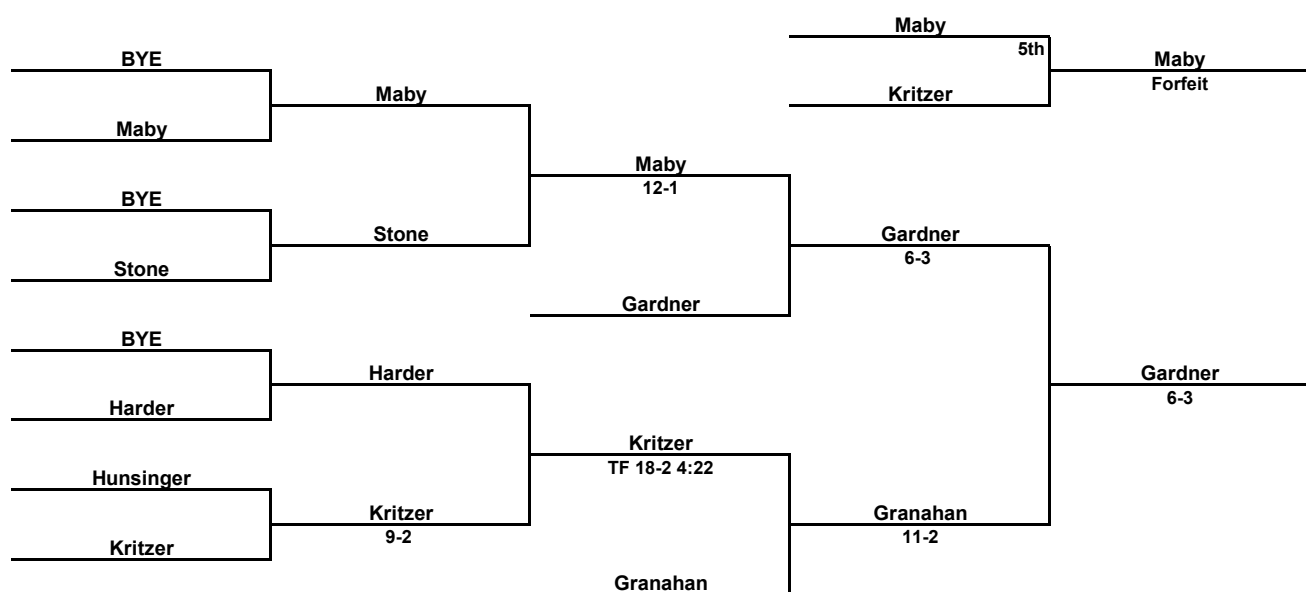 Maby
5th
Kritzer
Maby
Forfeit
BYE
Maby
BYE
Stone
BYE
Harder
Hunsinger
Kritzer
Maby
Stone
Harder
Kritzer
9-2
Maby
12-1
Gardner
Kritzer
TF 18-2 4:22
Granahan
Gardner
6-3
Granahan
11-2
Gardner
6-3